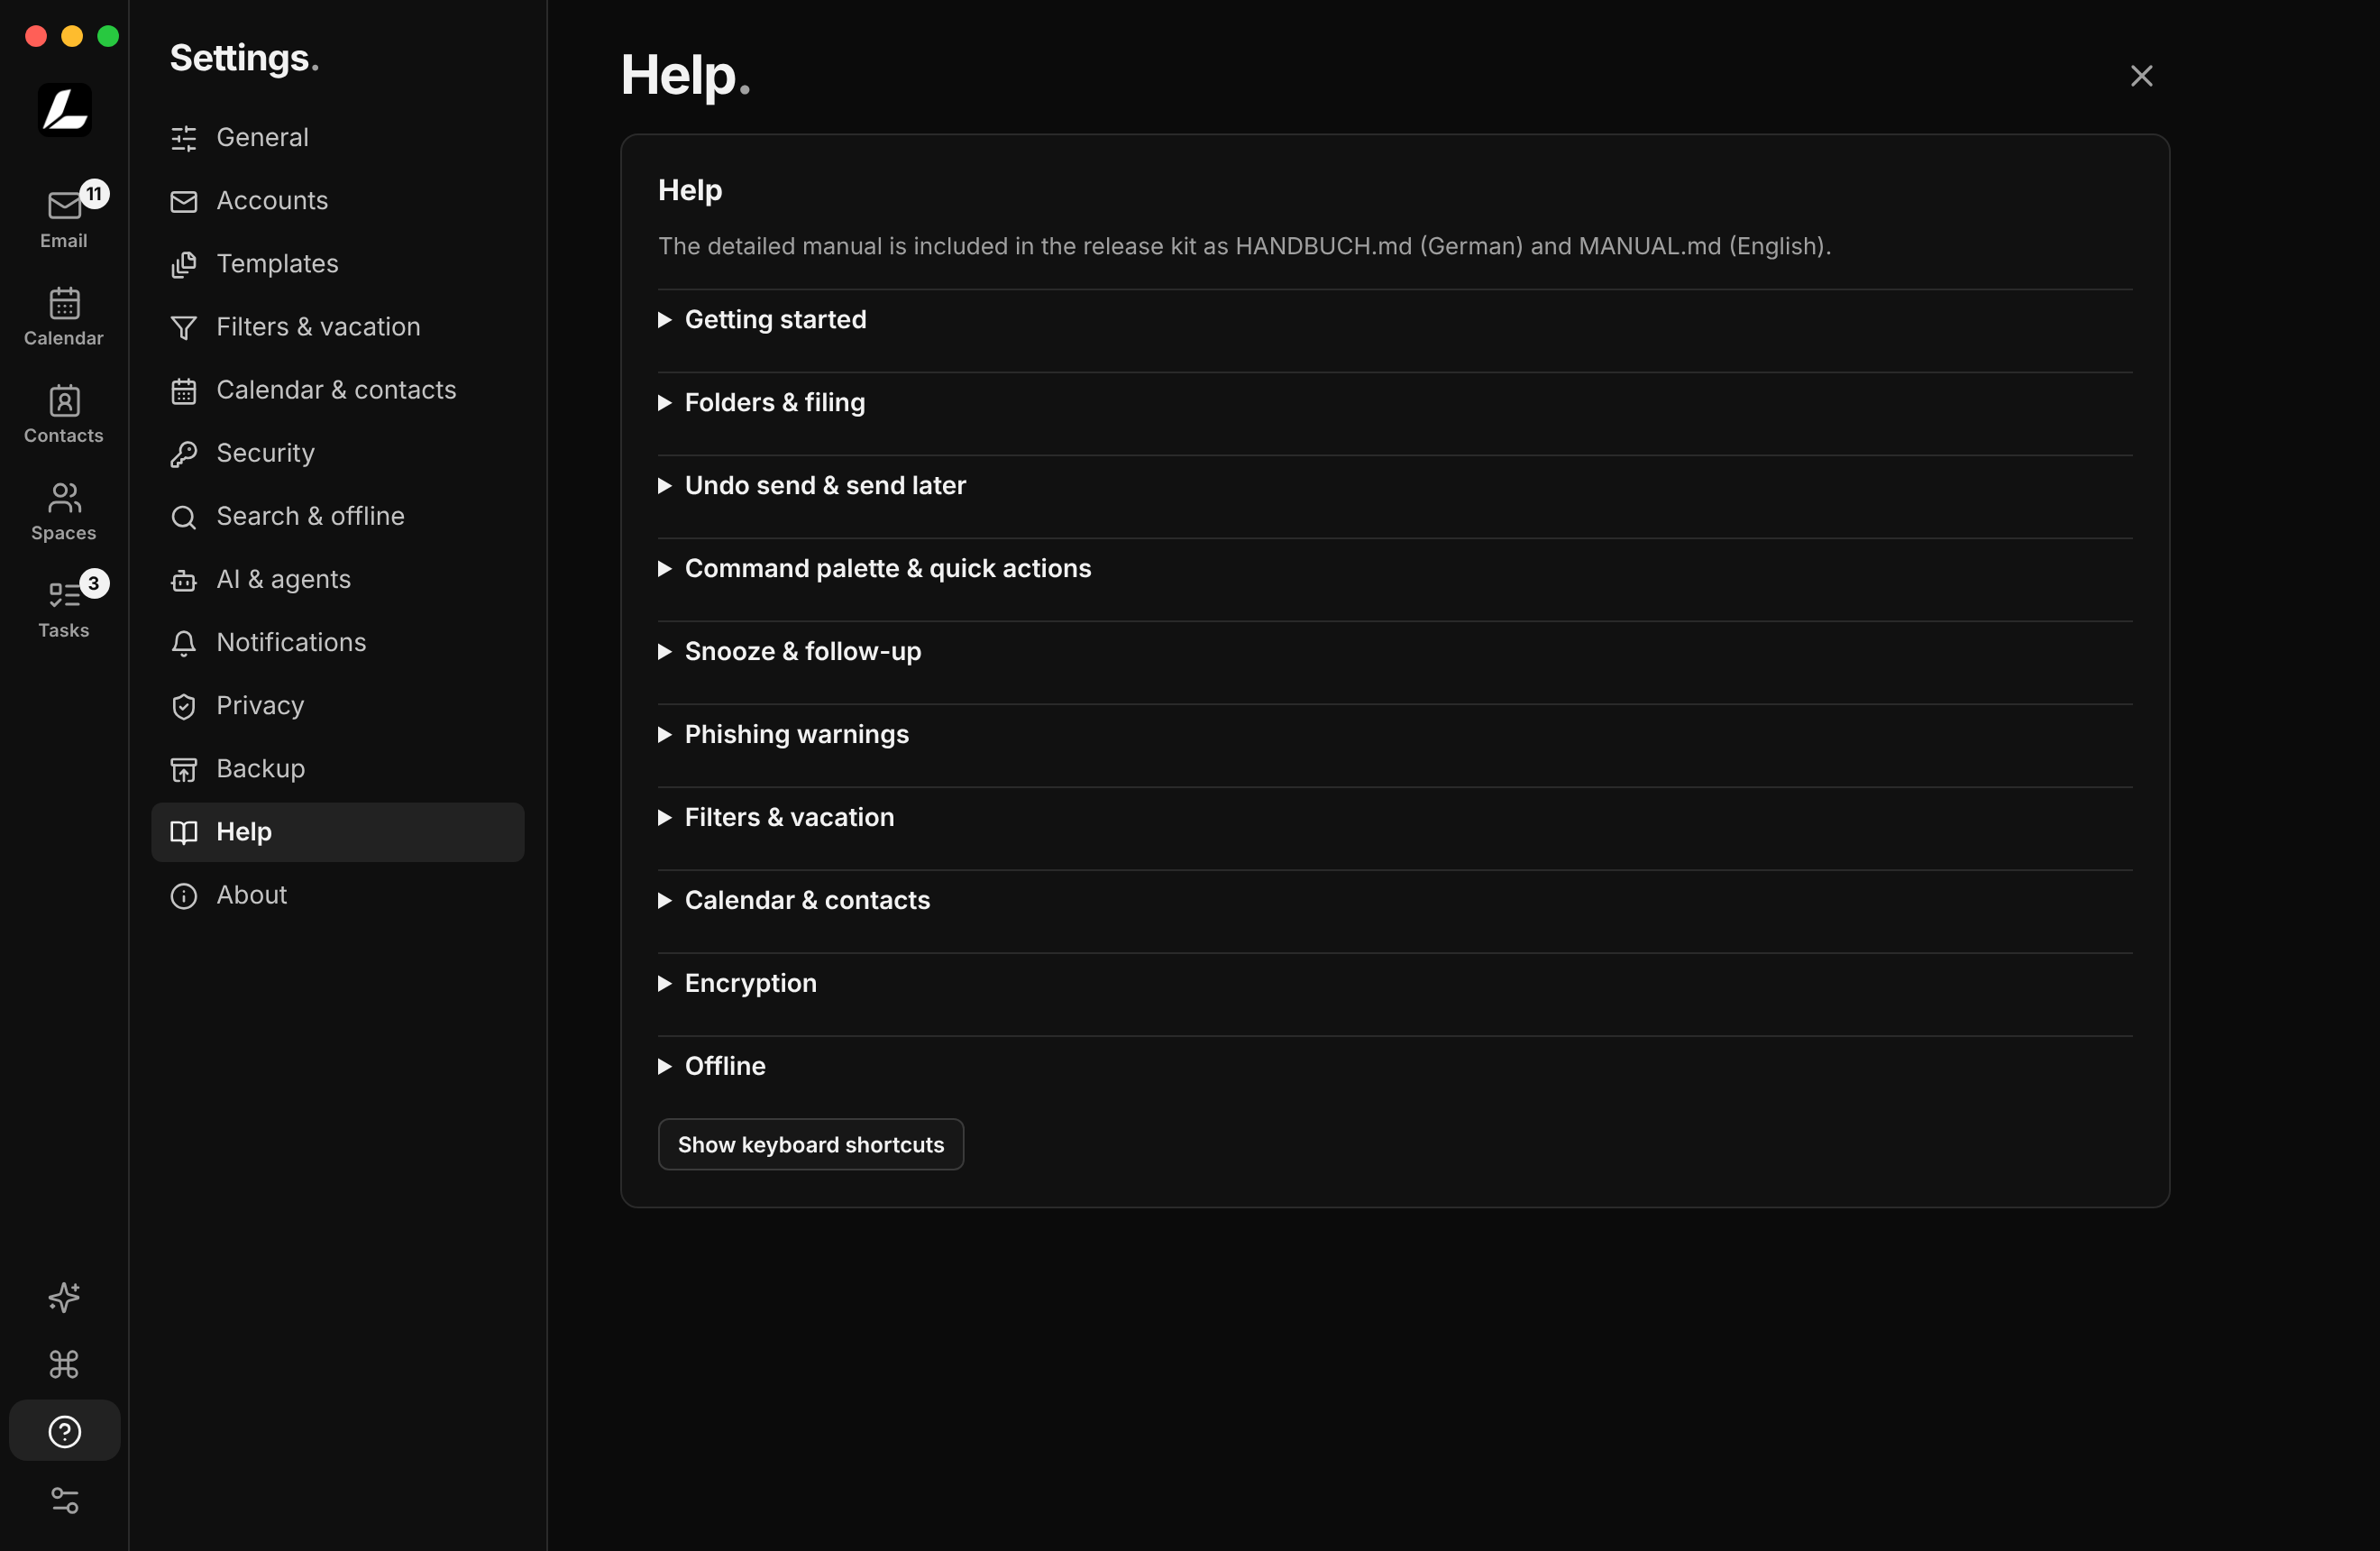 Settings.
General
Accounts
Templates
Filters & vacation
Calendar & contacts
Security
Search & offline
AI & agents
Notifications
Privacy
Backup
Help
About
11
Email
Calendar
Contacts
Spaces
3
Tasks
Help.
Help
The detailed manual is included in the release kit as HANDBUCH.md (German) and MANUAL.md (English).
Getting started
Folders & filing
Undo send & send later
Command palette & quick actions
Snooze & follow-up
Phishing warnings
Filters & vacation
Calendar & contacts
Encryption
Offline
Show keyboard shortcuts